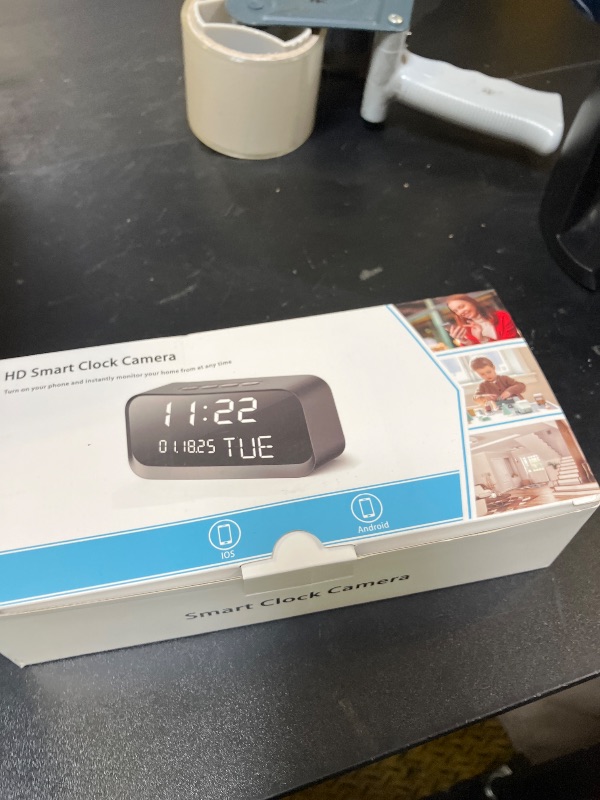 HD Smart Clock Camera
Turn on your phone and instantly monitor your home from at any time
11:22
01.18.25 TUE
IOS
Android
Smart Clock Camera